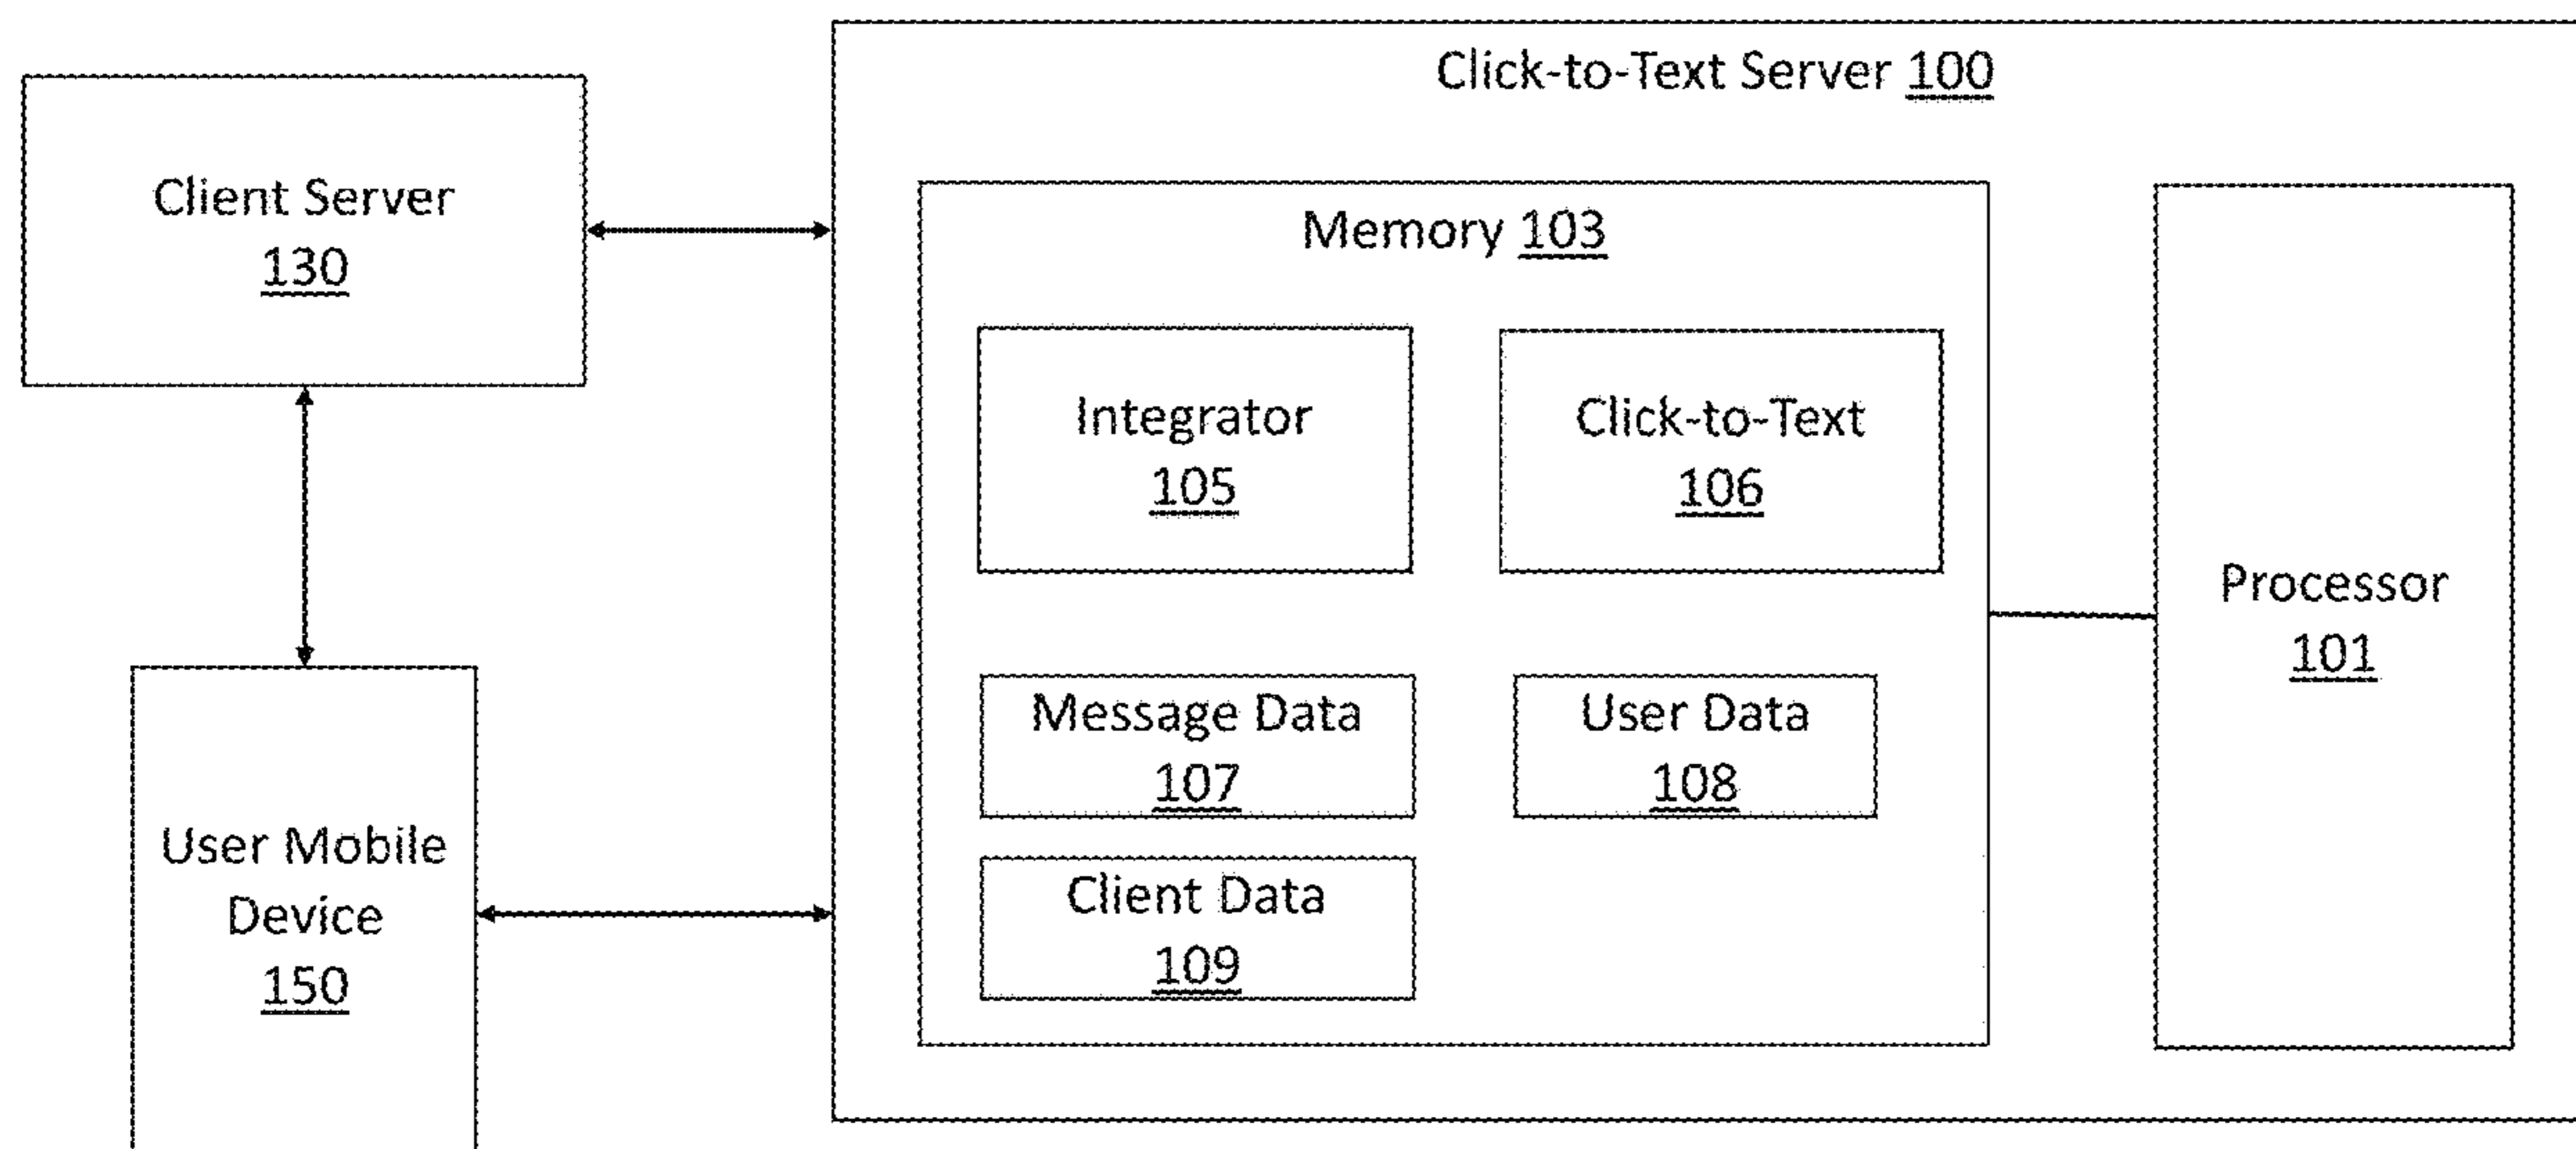 Click-to-Text Server 100
Client Server
130
Memory 103
Integrator
105
Click-to-Text
106
Processor
101
Message Data
107
User Data
108
User Mobile
Device
150
Client Data
109